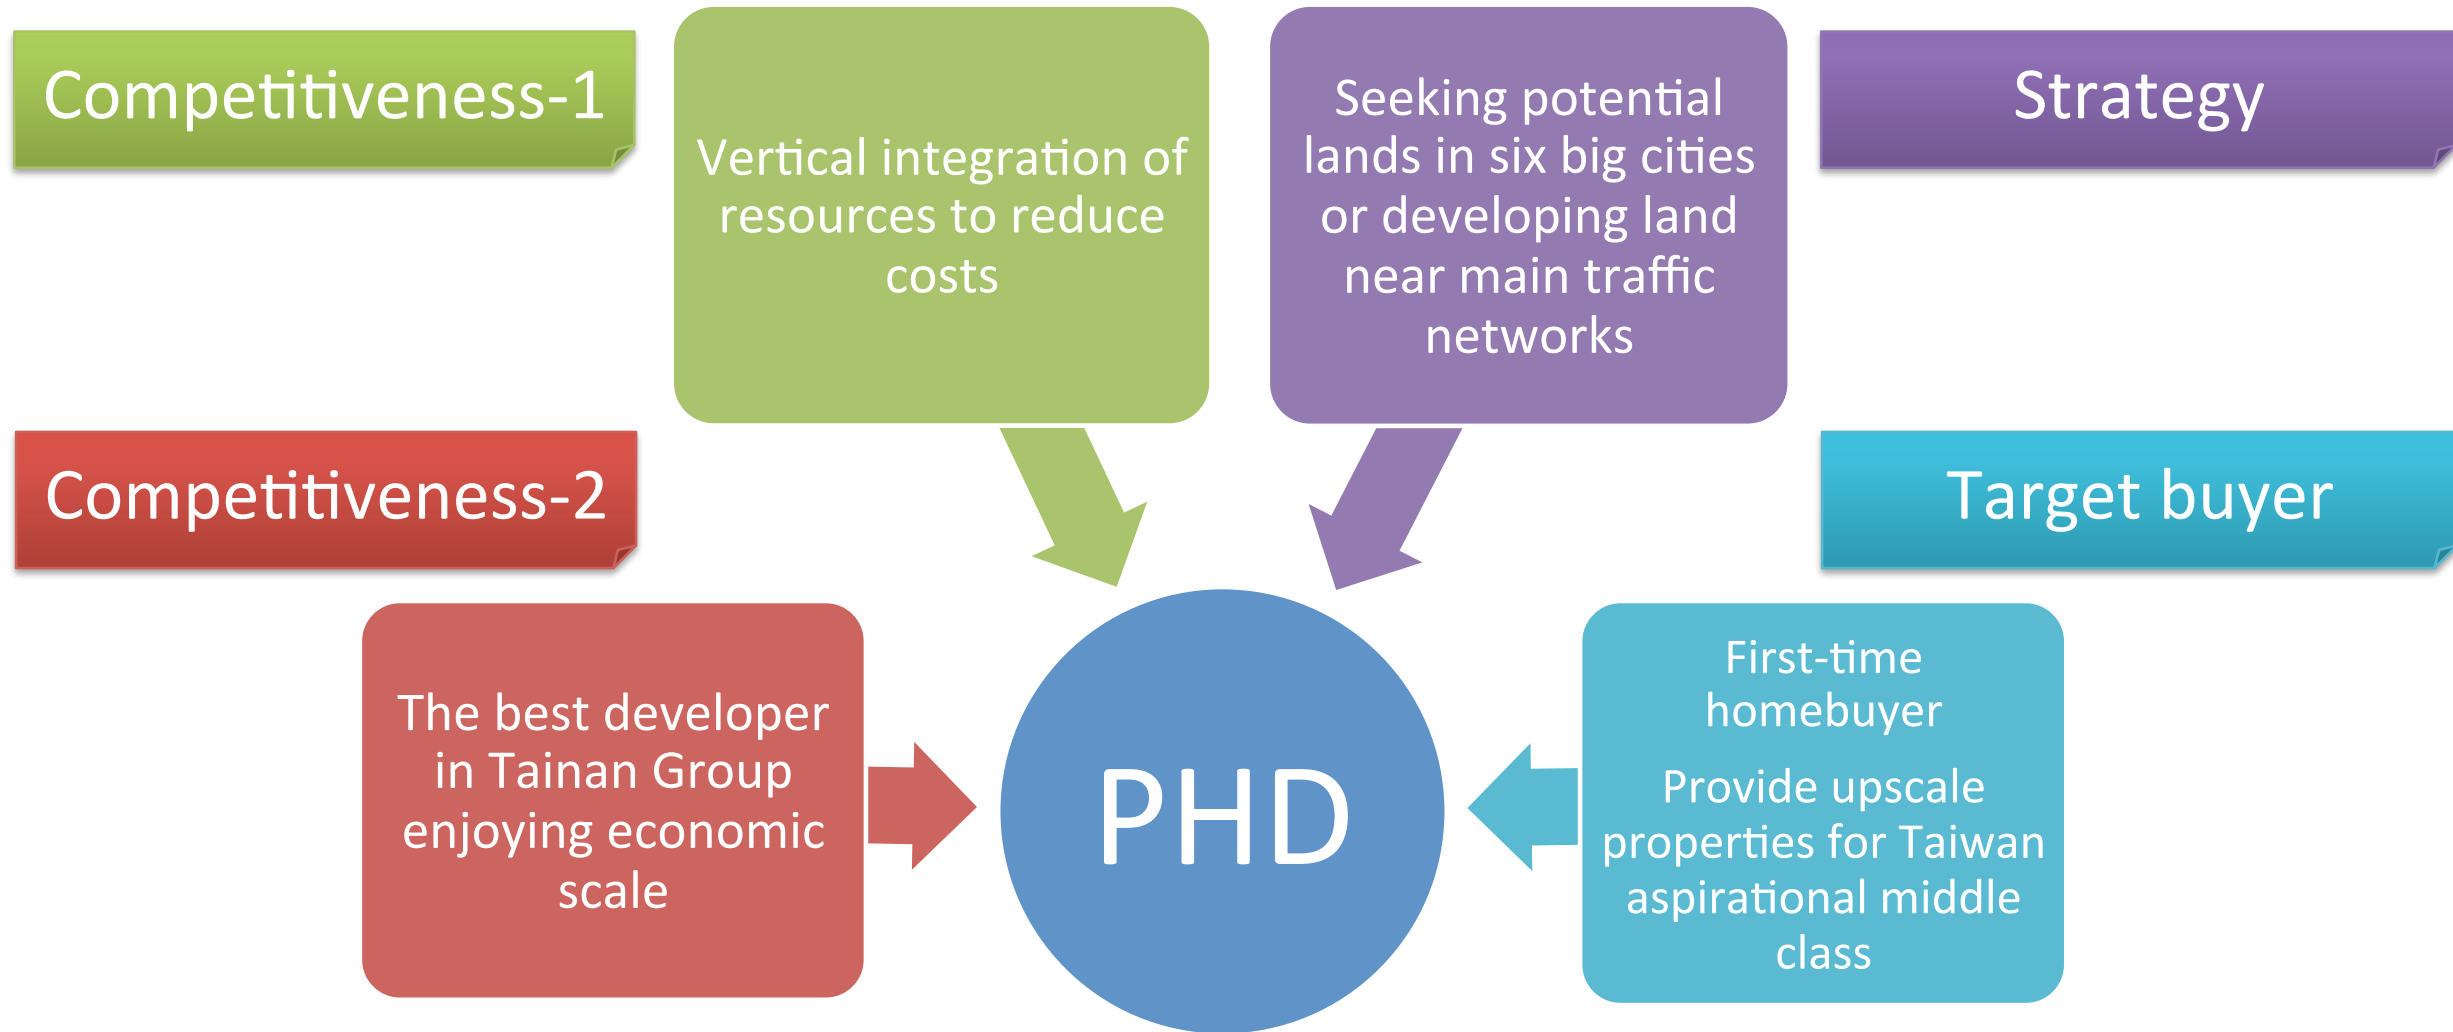 Competitiveness-1
Vertical integration of
resources to reduce
costs
Seeking potential
lands in six big cities
or developing land
near main traffic
networks
Strategy
Competitiveness-2
The best developer
in Tainan Group
enjoying economic
scale
PHD
Target buyer
First-time
homebuyer
Provide upscale
properties for Taiwan
aspirational middle
class